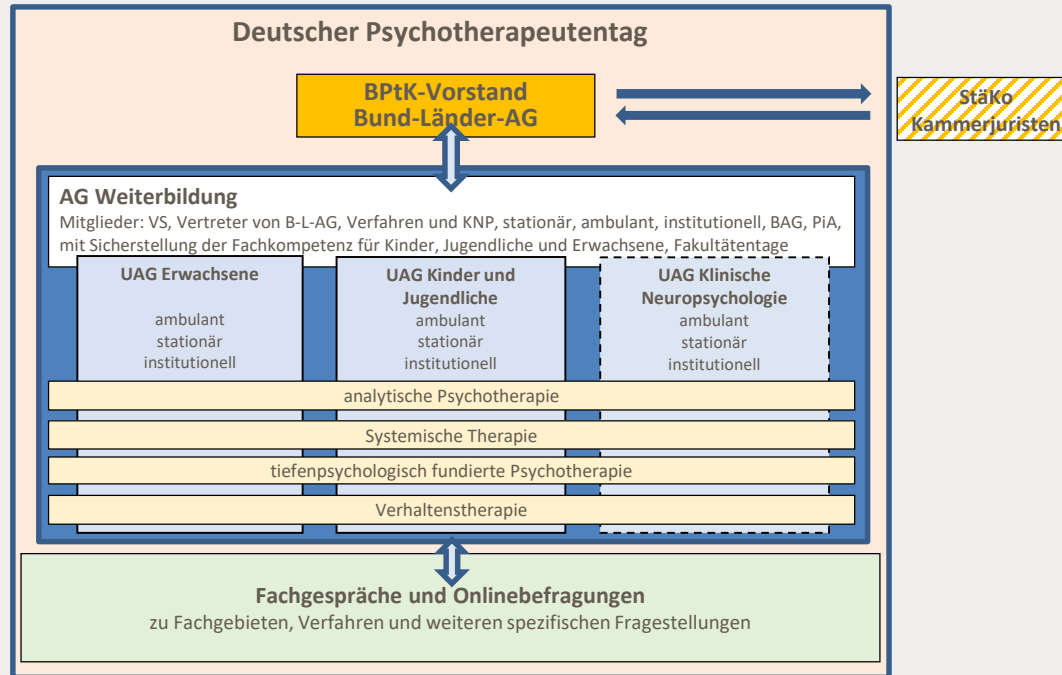 Deutscher Psychotherapeutentag
BPtK-Vorstand
Bund-Länder-AG
StäKo
Kammerjuristen
AG Weiterbildung
Mitglieder: VS, Vertreter von B-L-AG, Verfahren und KNP, stationär, ambulant, institutionell, BAG, PiA,
mit Sicherstellung der Fachkompetenz für Kinder, Jugendliche und Erwachsene, Fakultätentage
UAG Erwachsene
ambulant
stationär
institutionell
UAG Kinder und
Jugendliche
ambulant
stationär
institutionell
UAG Klinische
Neuropsychologie
ambulant
stationär
institutionell
analytische Psychotherapie
Systemische Therapie
tiefenpsychologisch fundierte Psychotherapie
Verhaltenstherapie
Fachgespräche und Onlinebefragungen
zu Fachgebieten, Verfahren und weiteren spezifischen Fragestellungen